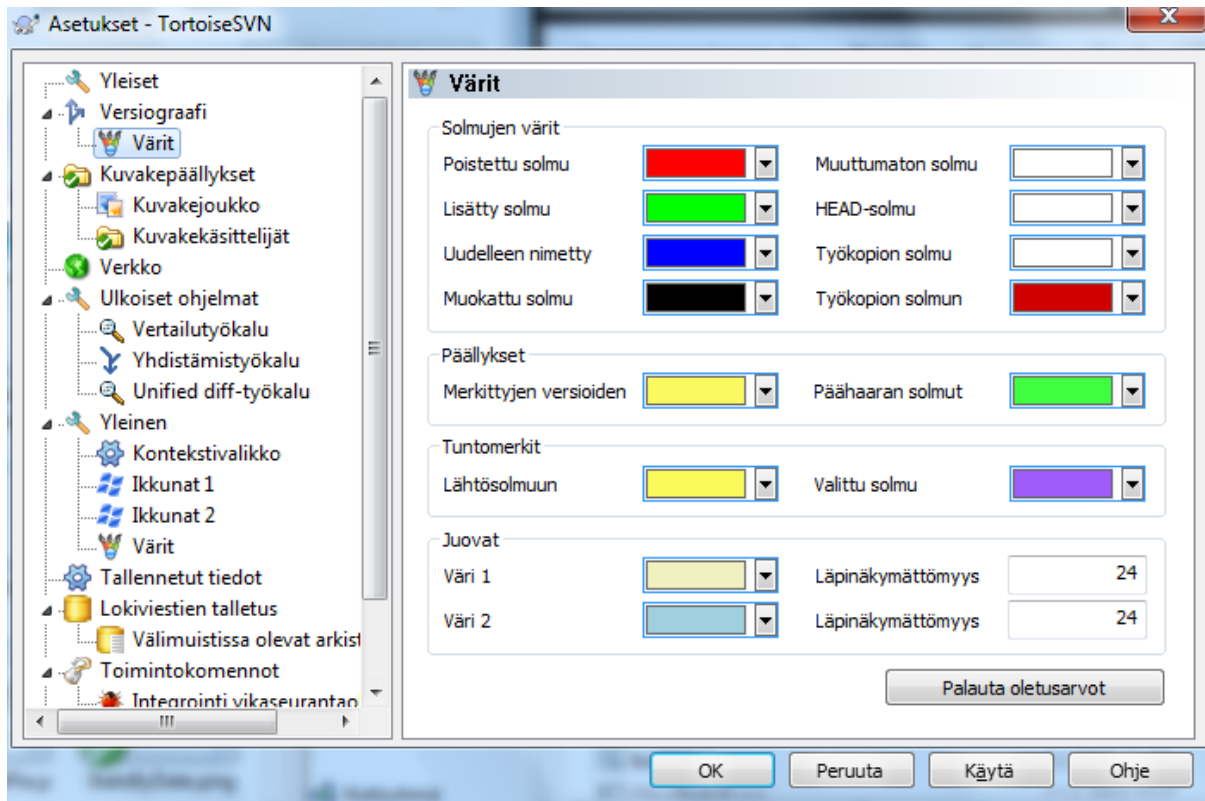 Asetukset - TortoiseSVN
Yleiset
Versiograafi
Värit
Kuvakepäällykset
Kuvakejoukko
Kuvakekäsittelijät
Verkko
Ulkoiset ohjelmat
Vertailutyökalu
Yhdistämistyökalu
Unified diff-työkalu
Yleinen
Kontekstivalikko
Ikkunat 1
Ikkunat 2
Värit
Tallennetut tiedot
Lokiviestien talletus
Välimuistissa olevat arkist
Toimintokomennot
Integrointi vikaseurantao
Värit
Solmujen värit
Poistettu solmu
Muuttumaton solmu
Lisätty solmu
HEAD-solmu
Uudelleen nimetty
Työkopion solmu
Muokattu solmu
Työkopion solmun
Päällykset
Merkittyjen versioiden
Päähaaran solmut
Tuntomerkit
Lähtösolmuun
Valittu solmu
Juovat
Väri 1
Läpinäkymättömyys 24
Väri 2
Läpinäkymättömyys 24
Palauta oletusarvot
OK
Peruuta
Käytä
Ohje